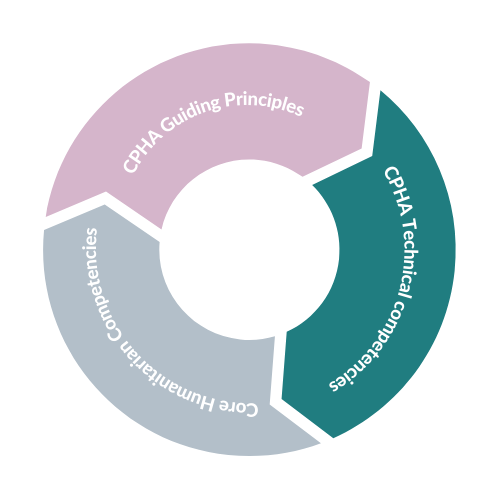 CPHA Guiding Principles
CPHA Technical competencies
Core Humanitarian Competencies